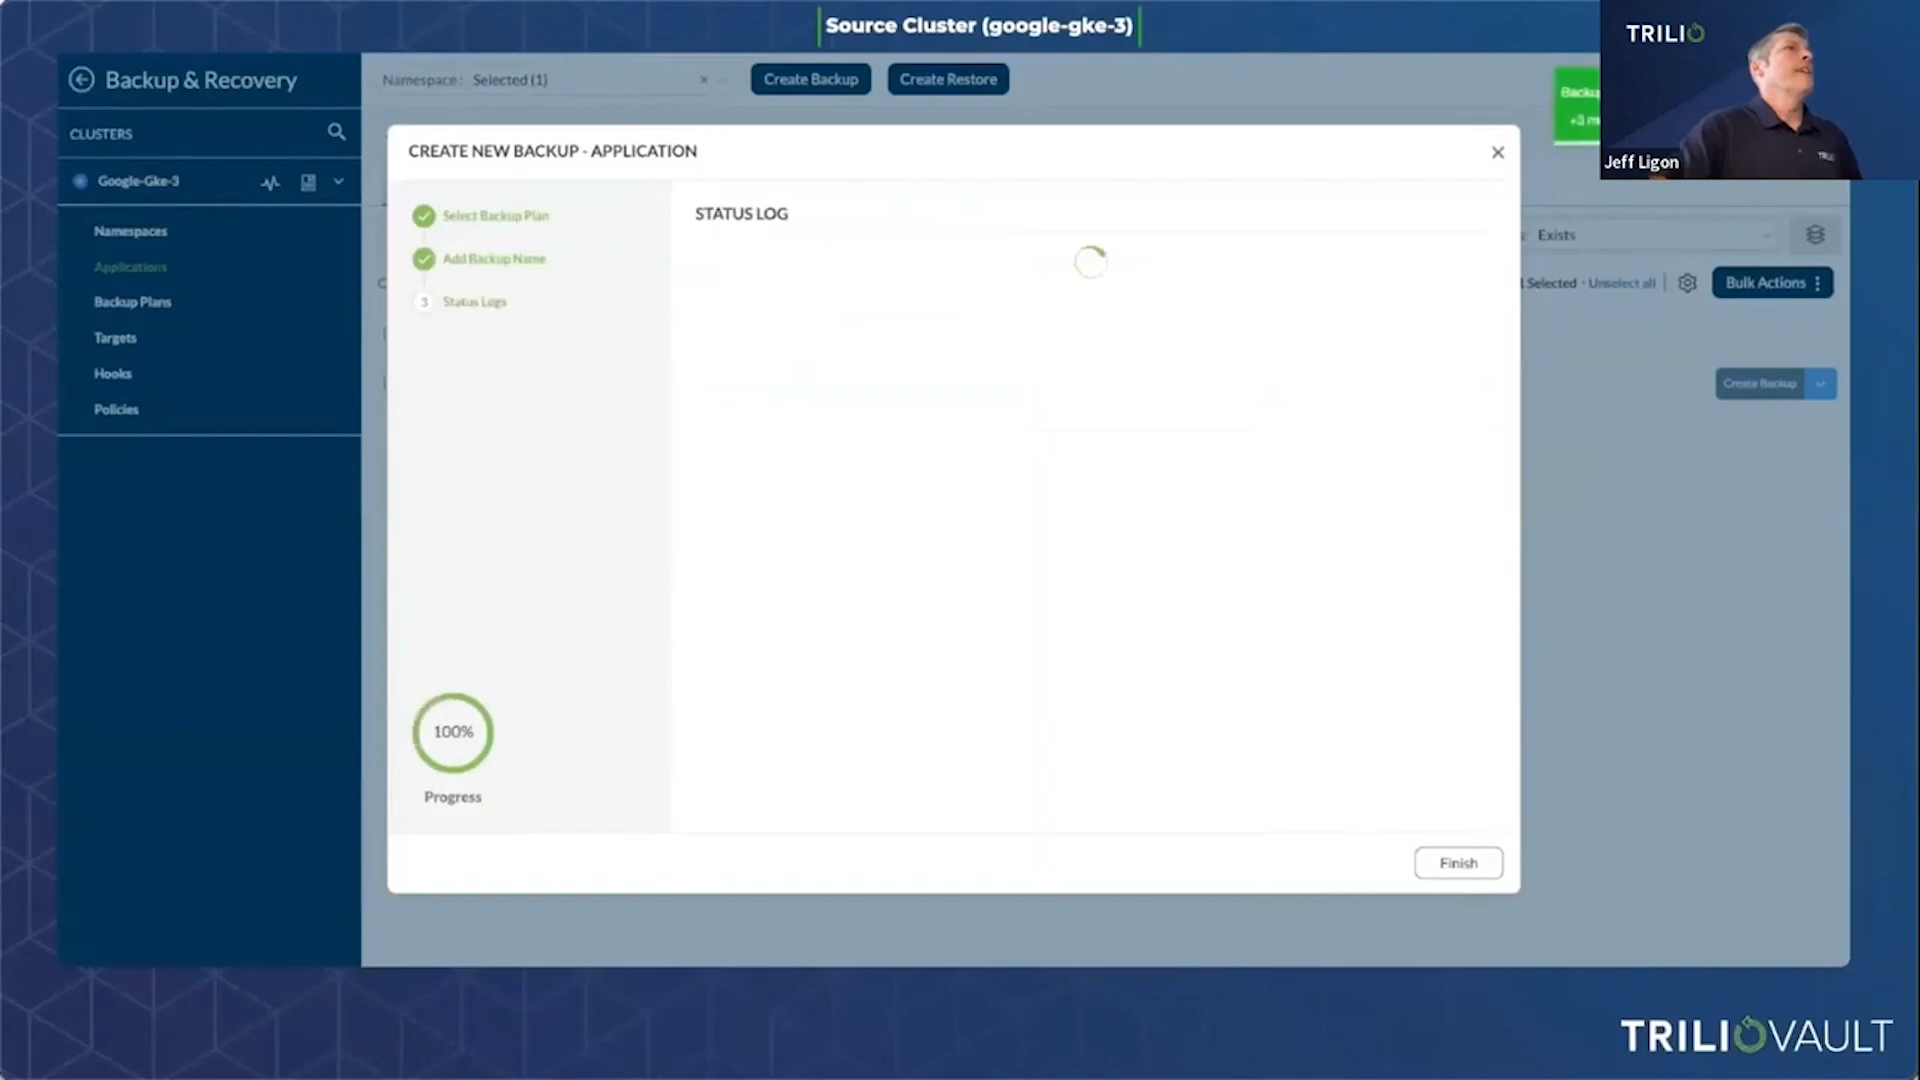 Source Cluster (google-gke-3)
TRILIO
Jeff Ligon
Backup & Recovery
Namespace : Selected (1)
Create Backup
Create Restore
CLUSTERS
Google-Gke-3
Namespaces
Applications
Backup Plans
Targets
Hooks
Policies
CREATE NEW BACKUP - APPLICATION
Select Backup Plan
Add Backup Name
3 Status Logs
STATUS LOG
100%
Progress
Finish
Exists
Selected · Unselect all
Bulk Actions
Create Backup
TRILIOVAULT